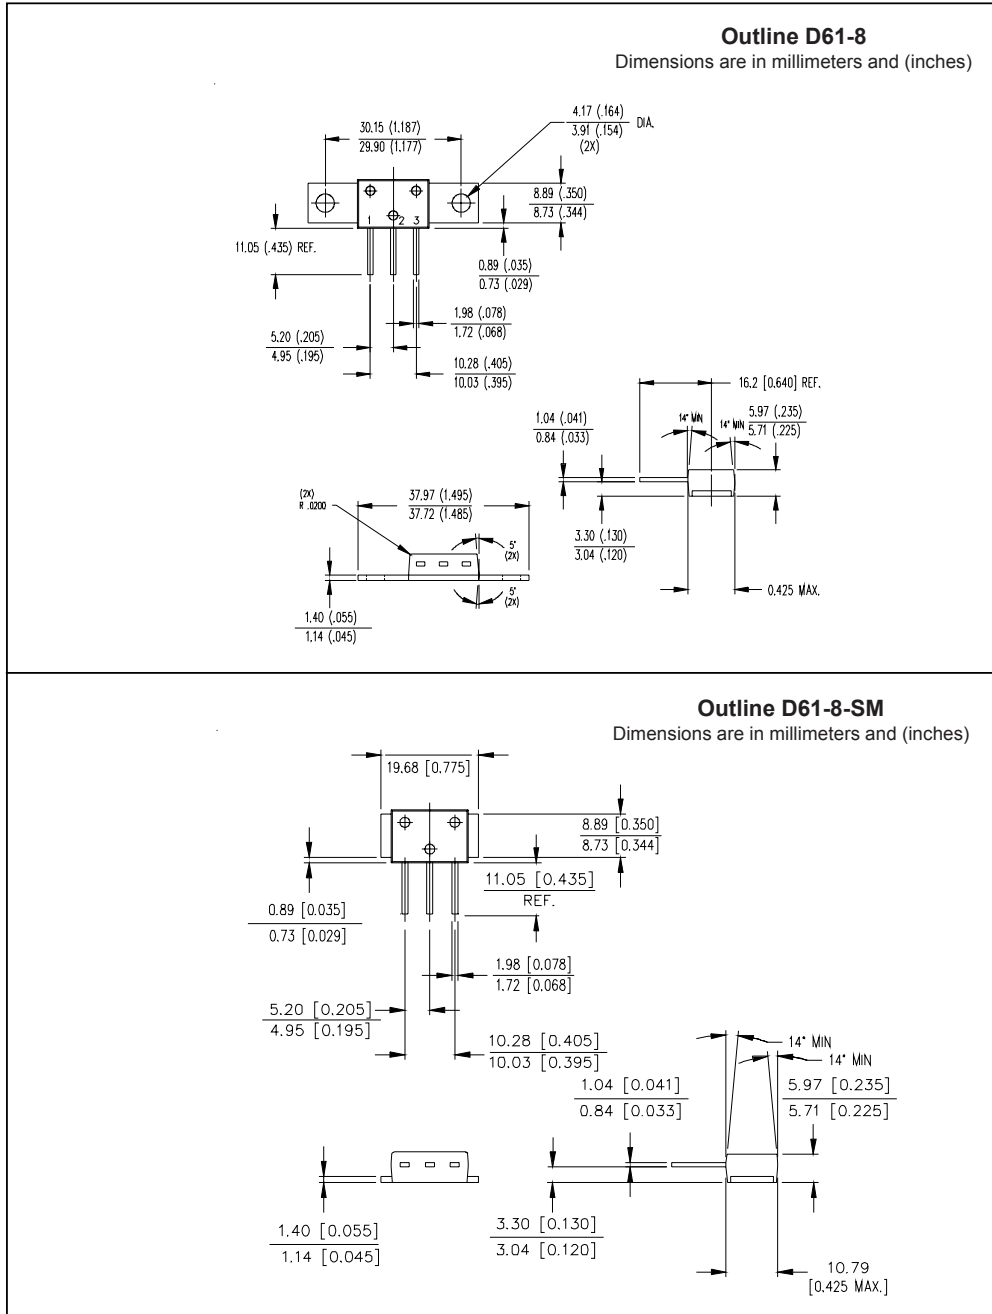 Outline D61-8
Dimensions are in millimeters and (inches)
30.15 (1.187)
29.90 (1.177)
4.17 (.164)
3.91 (.154)
DIA.
(2X)
8.89 (.350)
8.73 (.344)
1 2 3
11.05 (.435) REF.
0.89 (.035)
0.73 (.029)
1.98 (.078)
1.72 (.068)
5.20 (.205)
4.95 (.195)
10.28 (.405)
10.03 (.395)
16.2 [0.640] REF.
1.04 (.041)
0.84 (.033)
14° MIN
14° MIN
5.97 (.235)
5.71 (.225)
(2X)
R .0200
37.97 (1.495)
37.72 (1.485)
5°
(2X)
3.30 (.130)
3.04 (.120)
5°
(2X)
0.425 MAX.
1.40 (.055)
1.14 (.045)
Outline D61-8-SM
Dimensions are in millimeters and (inches)
19.68 [0.775]
8.89 [0.350]
8.73 [0.344]
11.05 [0.435]
REF.
0.89 [0.035]
0.73 [0.029]
1.98 [0.078]
1.72 [0.068]
5.20 [0.205]
4.95 [0.195]
10.28 [0.405]
10.03 [0.395]
14° MIN
14° MIN
1.04 [0.041]
0.84 [0.033]
5.97 [0.235]
5.71 [0.225]
1.40 [0.055]
1.14 [0.045]
3.30 [0.130]
3.04 [0.120]
10.79
[0.425 MAX.]